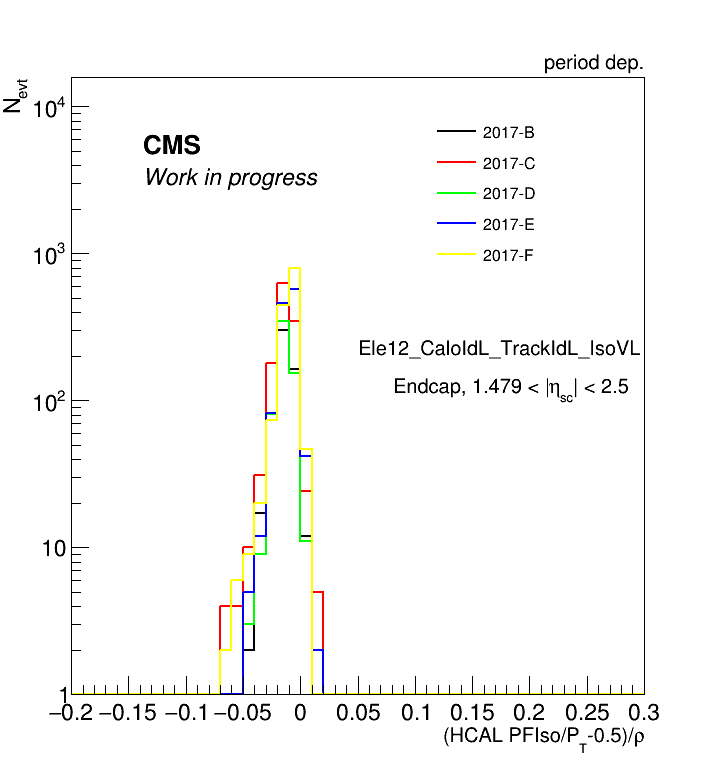 period dep.
N_evt
10^4
10^3
10^2
10
1
CMS
Work in progress
2017-B
2017-C
2017-D
2017-E
2017-F
Ele12_CaloIdL_TrackIdL_IsoVL
Endcap, 1.479 < |η_sc| < 2.5
−0.2 −0.15 −0.1 −0.05 0 0.05 0.1 0.15 0.2 0.25 0.3
(HCAL PFIso/P_T-0.5)/ρ